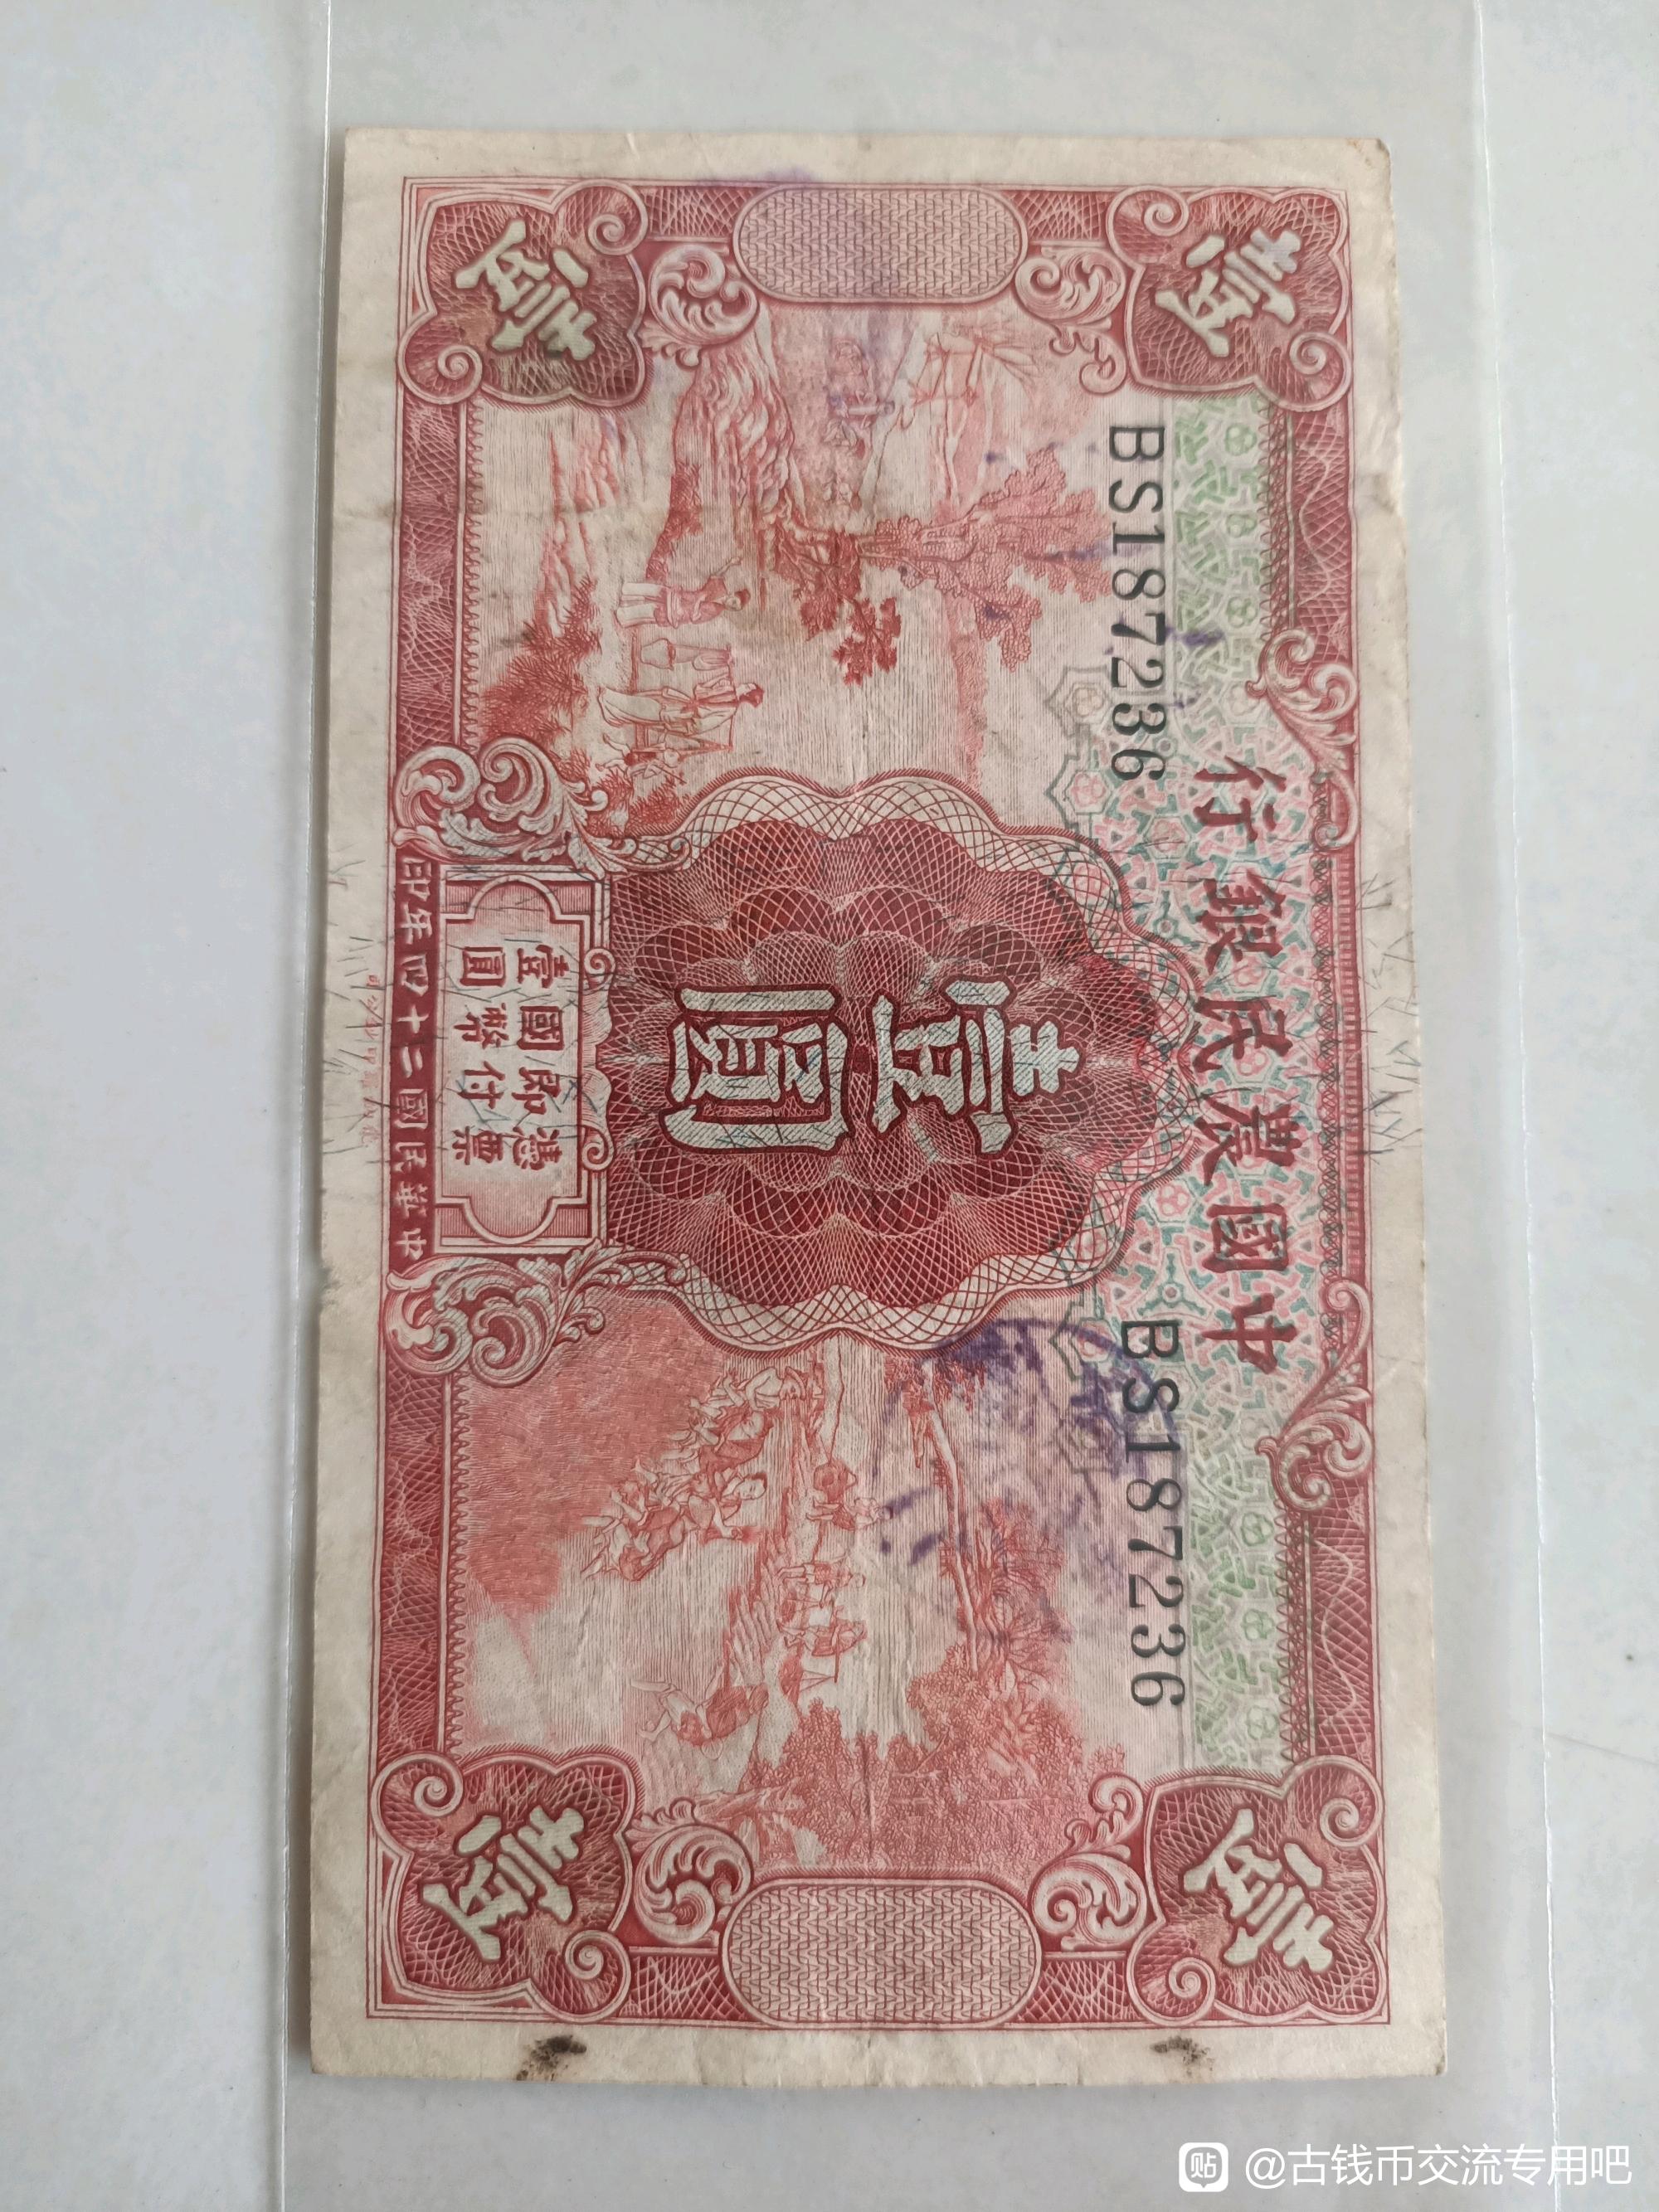 中國農民銀行
BS187236
BS187236
壹
壹
壹圓
憑票
即付
國幣
壹圓
壹
壹
中華民國二十四年印
贴 @古钱币交流专用吧